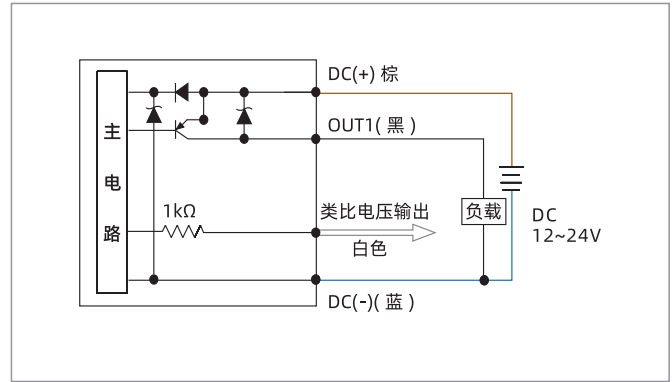 DC(+) 棕
OUT1( 黑 )
主电路
1kΩ
类比电压输出
白色
负载
DC
12~24V
DC(-)( 蓝 )